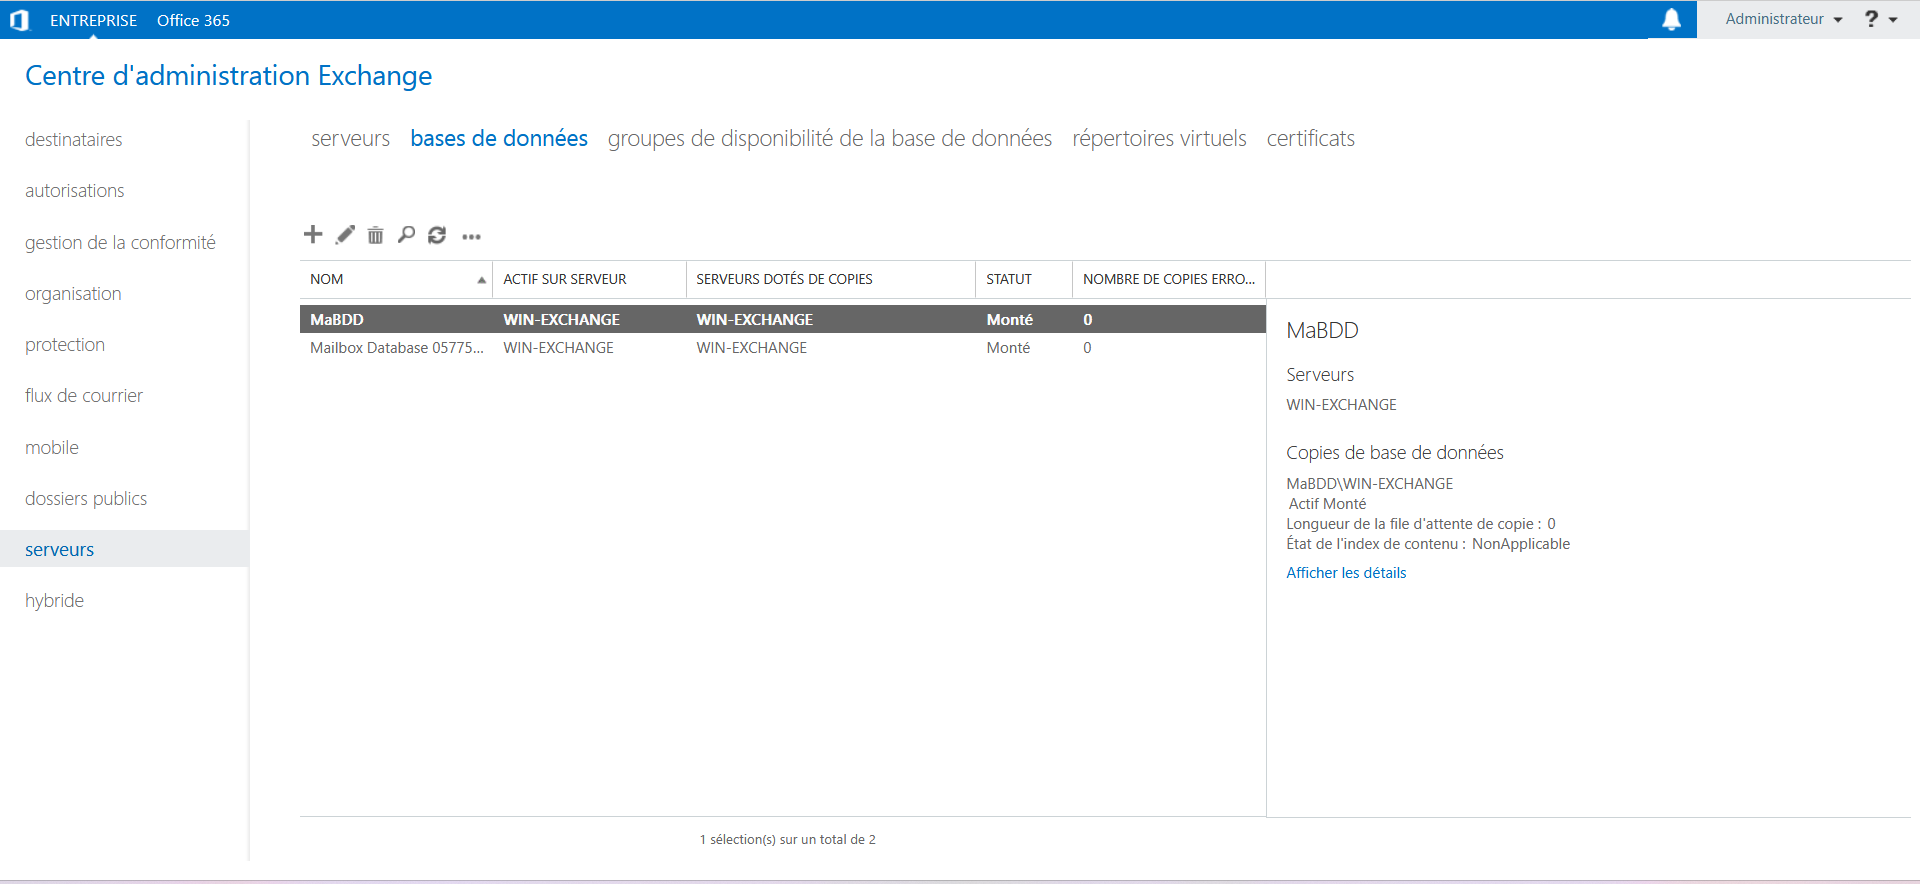 ENTREPRISE Office 365 Administrateur ?
Centre d'administration Exchange
destinataires
autorisations
gestion de la conformité
organisation
protection
flux de courrier
mobile
dossiers publics
serveurs
hybride
serveurs bases de données groupes de disponibilité de la base de données répertoires virtuels certificats
NOM ACTIF SUR SERVEUR SERVEURS DOTÉS DE COPIES STATUT NOMBRE DE COPIES ERRO...
MaBDD WIN-EXCHANGE WIN-EXCHANGE Monté 0
Mailbox Database 05775... WIN-EXCHANGE WIN-EXCHANGE Monté 0
1 sélection(s) sur un total de 2
MaBDD
Serveurs
WIN-EXCHANGE
Copies de base de données
MaBDD\WIN-EXCHANGE
Actif Monté
Longueur de la file d'attente de copie : 0
État de l'index de contenu : NonApplicable
Afficher les détails